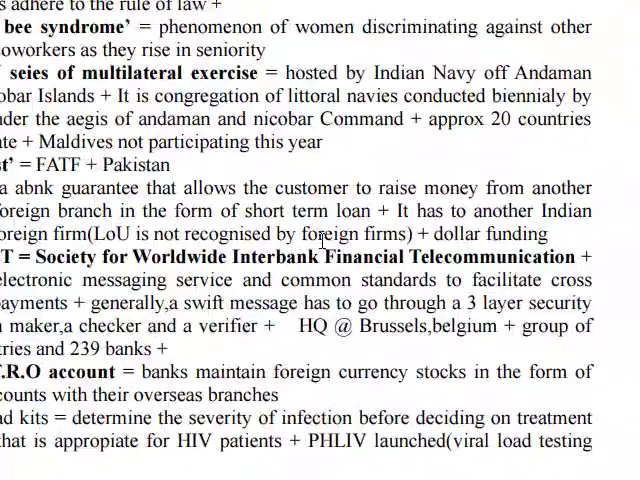 s adhere to the rule of law +
bee syndrome’ = phenomenon of women discriminating against other
oworkers as they rise in seniority
seies of multilateral exercise = hosted by Indian Navy off Andaman
obar Islands + It is congregation of littoral navies conducted biennialy by
nder the aegis of andaman and nicobar Command + approx 20 countries
ate + Maldives not participating this year
st’ = FATF + Pakistan
a abnk guarantee that allows the customer to raise money from another
oreign branch in the form of short term loan + It has to another Indian
oreign firm(LoU is not recognised by foreign firms) + dollar funding
T = Society for Worldwide Interbank Financial Telecommunication +
electronic messaging service and common standards to facilitate cross
payments + generally,a swift message has to go through a 3 layer security
a maker,a checker and a verifier + HQ @ Brussels,belgium + group of
tries and 239 banks +
.R.O account = banks maintain foreign currency stocks in the form of
counts with their overseas branches
ad kits = determine the severity of infection before deciding on treatment
that is appropiate for HIV patients + PHLIV launched(viral load testing